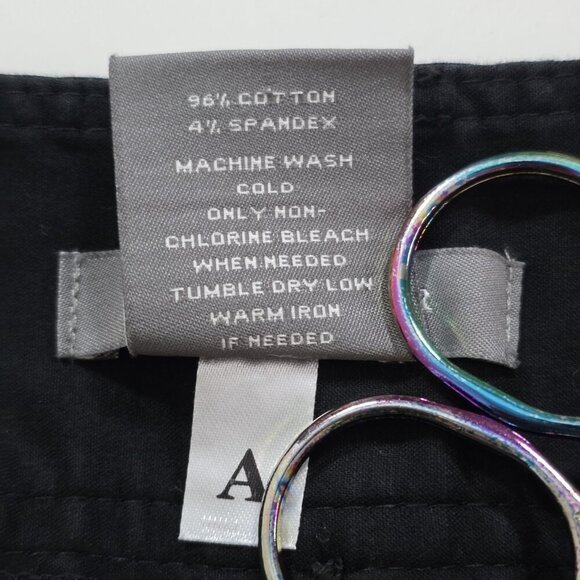 96% COTTON
4% SPANDEX
MACHINE WASH
COLD
ONLY NON-
CHLORINE BLEACH
WHEN NEEDED
TUMBLE DRY LOW
WARM IRON
IF NEEDED
A